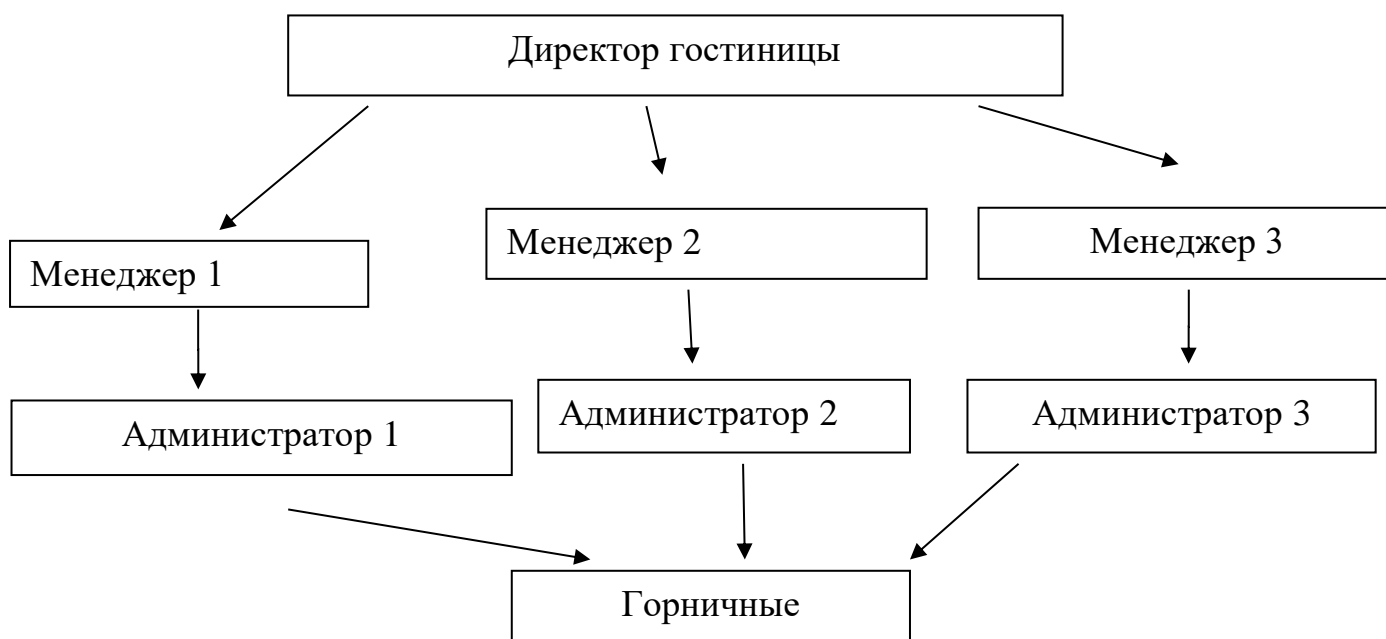 Директор гостиницы
Менеджер 1
Менеджер 2
Менеджер 3
Администратор 1
Администратор 2
Администратор 3
Горничные